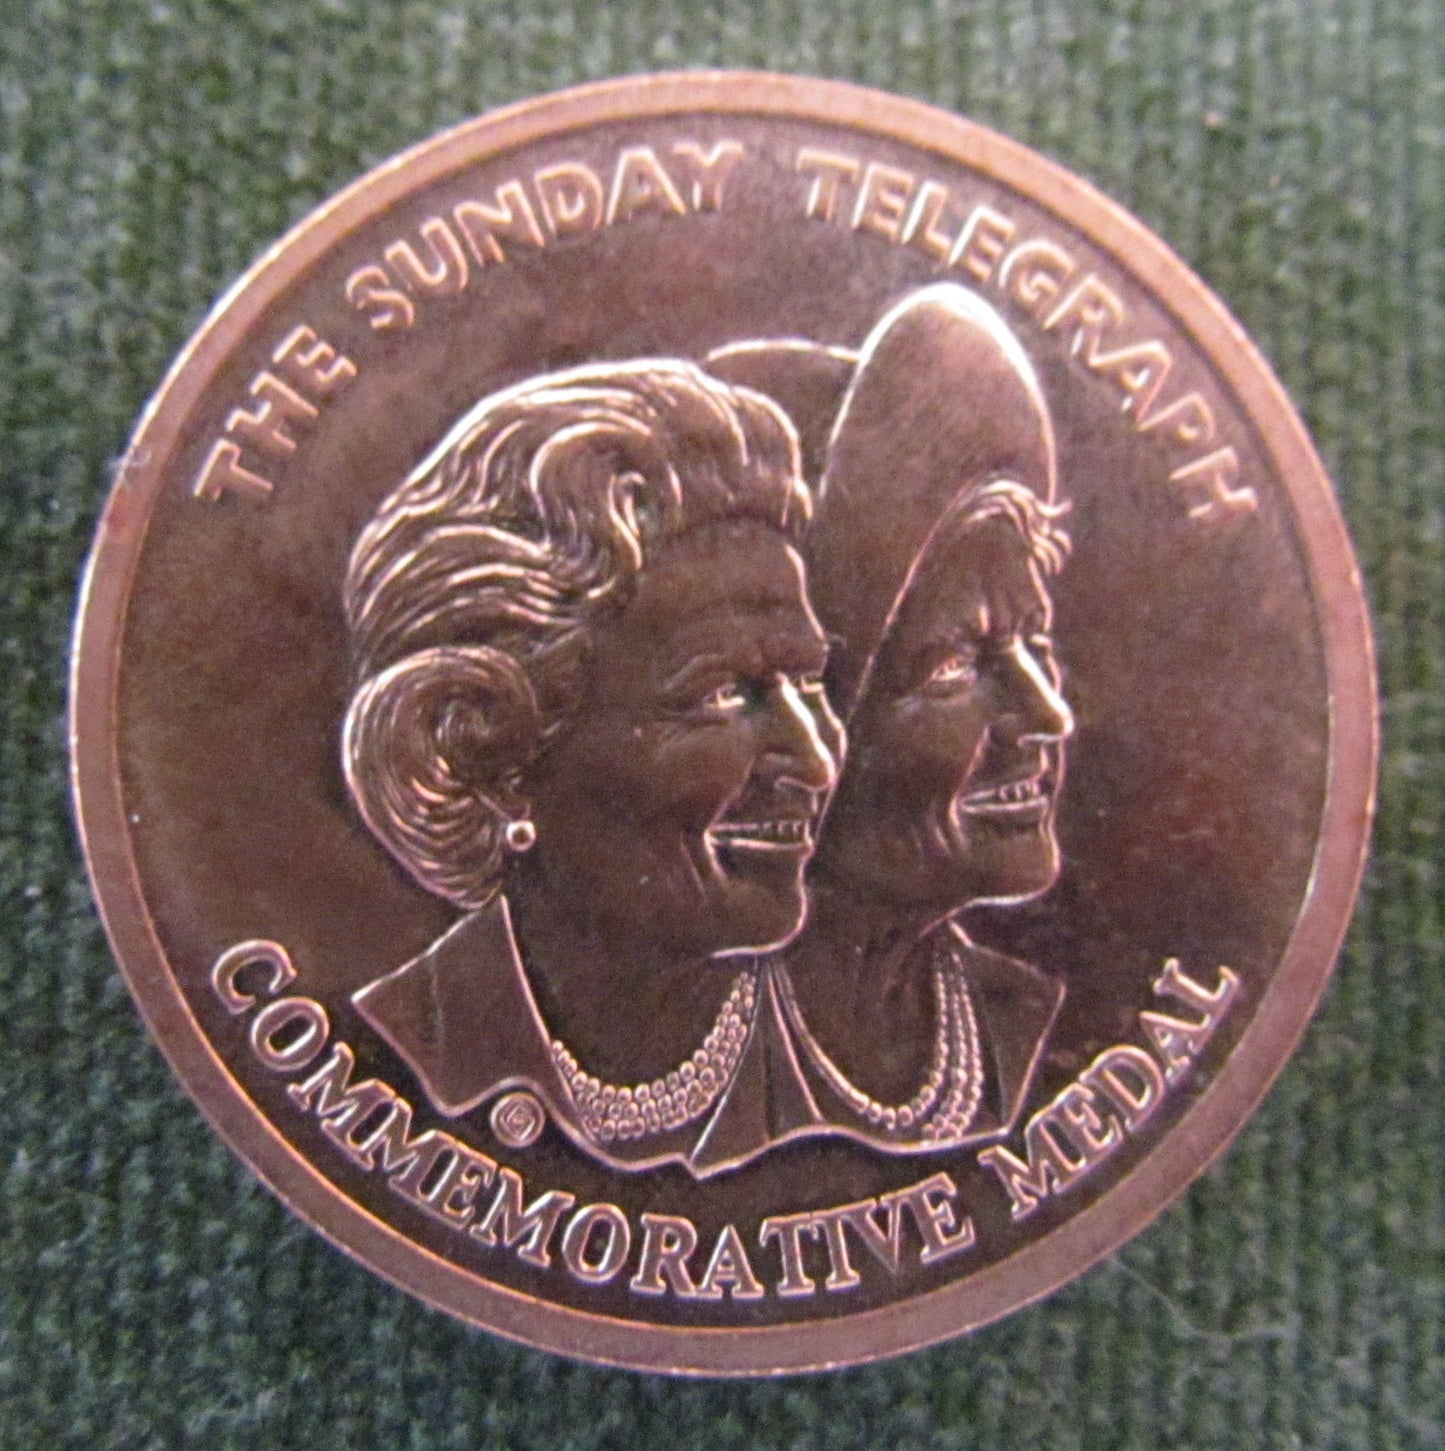 THE SUNDAY TELEGRAPH
COMMEMORATIVE MEDAL